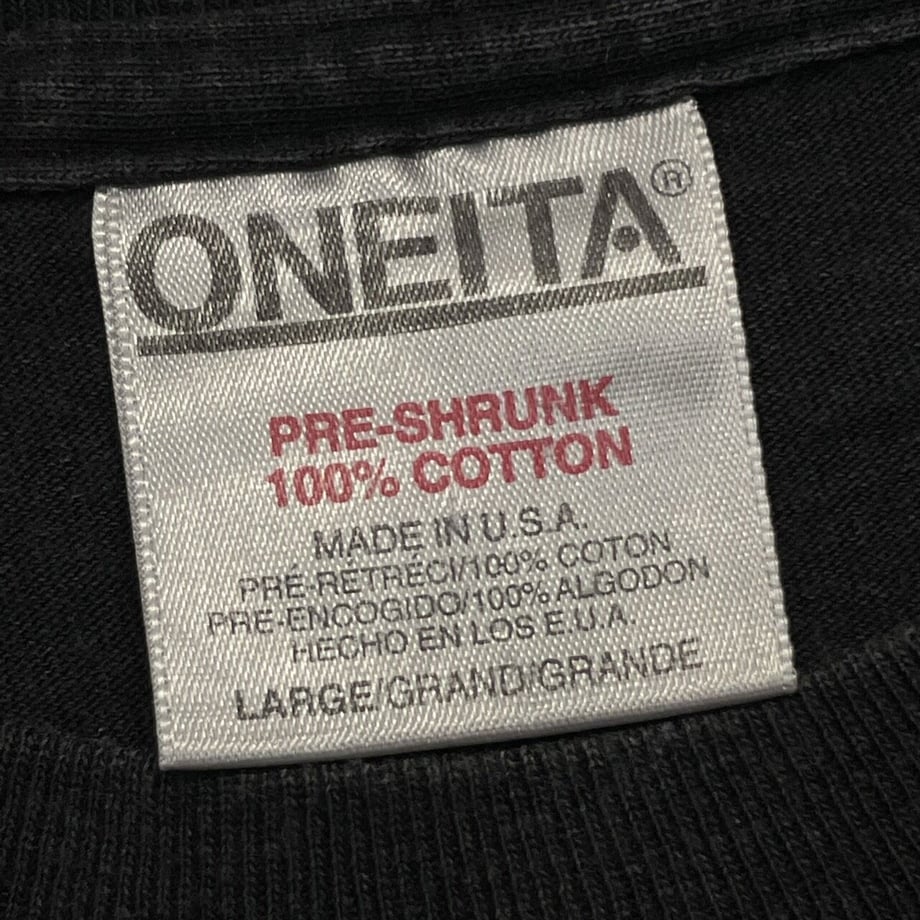 ONEITA®
PRE-SHRUNK
100% COTTON
MADE IN U.S.A.
PRÉ-RÉTRÉCI/100% COTON
PRE-ENCOGIDO/100% ALGODON
HECHO EN LOS E.U.A.
LARGE/GRAND/GRANDE